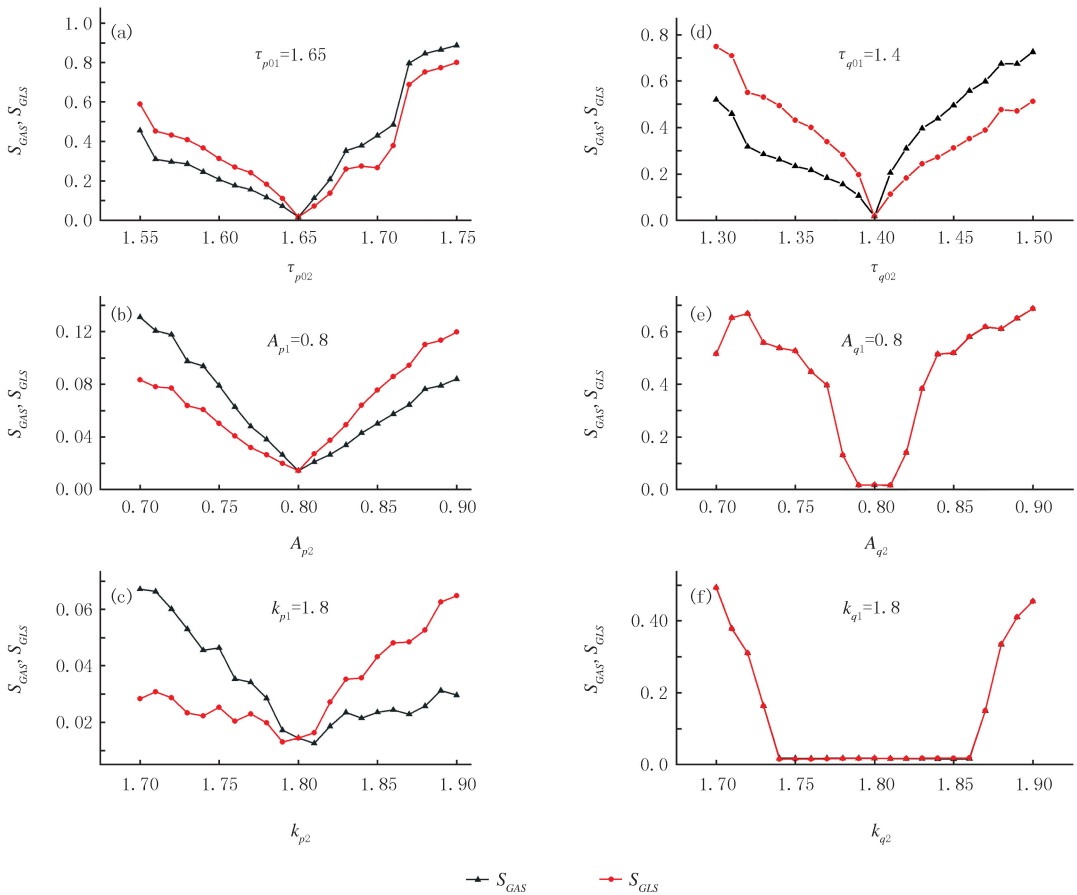 (a)
τp01=1.65
SGAS, SGLS
1.0
0.8
0.6
0.4
0.2
0.0
1.55 1.60 1.65 1.70 1.75
τp02
(d)
τq01=1.4
SGAS, SGLS
0.8
0.6
0.4
0.2
0.0
1.30 1.35 1.40 1.45 1.50
τq02
(b)
Ap1=0.8
SGAS, SGLS
0.12
0.08
0.04
0.00
0.70 0.75 0.80 0.85 0.90
Ap2
(e)
Aq1=0.8
SGAS, SGLS
0.6
0.4
0.2
0.0
0.70 0.75 0.80 0.85 0.90
Aq2
(c)
kp1=1.8
SGAS, SGLS
0.06
0.04
0.02
1.70 1.75 1.80 1.85 1.90
kp2
(f)
kq1=1.8
SGAS, SGLS
0.40
0.2
0.0
1.70 1.75 1.80 1.85 1.90
kq2
SGAS SGLS